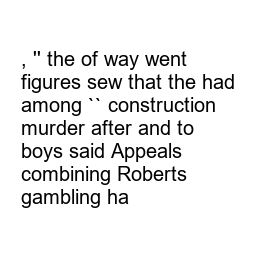 , '' the of way went
figures sew that the had
among `` construction
murder after and to
boys said Appeals
combining Roberts
gambling ha